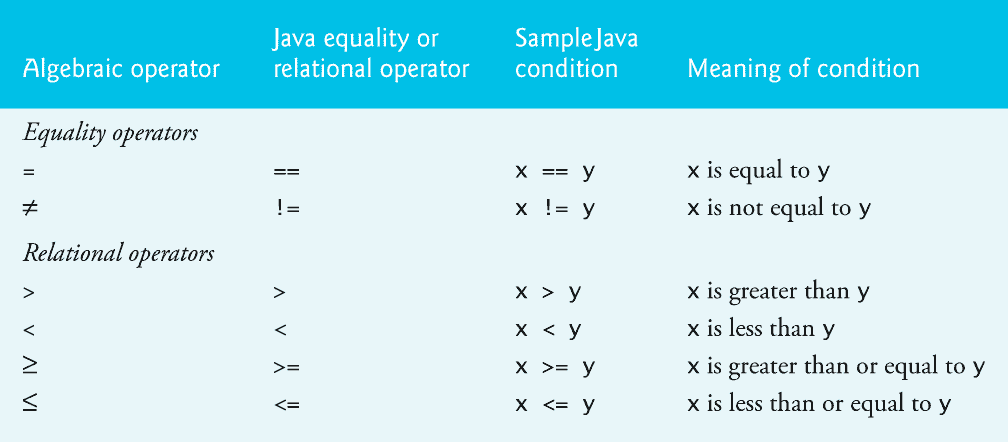 Algebraic operator Java equality or relational operator Sample Java condition Meaning of condition
Equality operators
= == x == y x is equal to y
≠ != x != y x is not equal to y
Relational operators
> > x > y x is greater than y
< < x < y x is less than y
≥ >= x >= y x is greater than or equal to y
≤ <= x <= y x is less than or equal to y